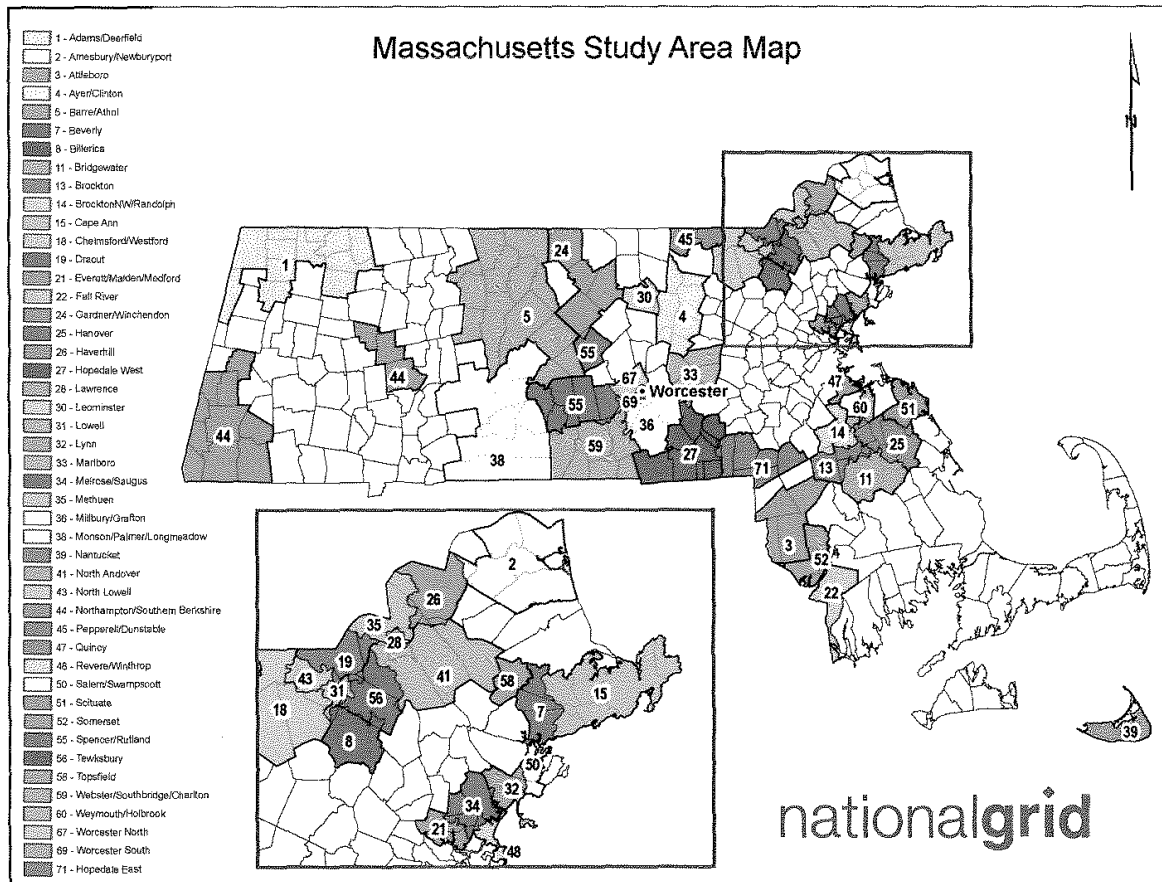 Massachusetts Study Area Map
1 - Adams/Deerfield
2 - Amesbury/Newburyport
3 - Attleboro
4 - Ayer/Clinton
5 - Barre/Athol
7 - Beverly
8 - Billerica
11 - Bridgewater
13 - Brockton
14 - BrocktonNW/Randolph
15 - Cape Ann
18 - Chelmsford/Westford
19 - Dracut
21 - Everett/Malden/Medford
22 - Fall River
24 - Gardner/Winchendon
25 - Hanover
26 - Haverhill
27 - Hopedale West
28 - Lawrence
30 - Leominster
31 - Lowell
32 - Lynn
33 - Marlboro
34 - Melrose/Saugus
35 - Methuen
36 - Millbury/Grafton
38 - Monson/Palmer/Longmeadow
39 - Nantucket
41 - North Andover
43 - North Lowell
44 - Northampton/Southern Berkshire
45 - Pepperell/Dunstable
47 - Quincy
48 - Revere/Winthrop
50 - Salem/Swampscott
51 - Scituate
52 - Somerset
55 - Spencer/Rutland
56 - Tewksbury
58 - Topsfield
59 - Webster/Southbridge/Charlton
60 - Weymouth/Holbrook
67 - Worcester North
69 - Worcester South
71 - Hopedale East
N
45
24
1
30
5
4
55
44
67
33
47
Worcester
69
55
60
51
36
14
44
59
25
27
38
71
13
11
3
52
22
39
2
26
35
28
19
41
43
58
31
15
56
18
7
8
50
32
34
21
48
nationalgrid